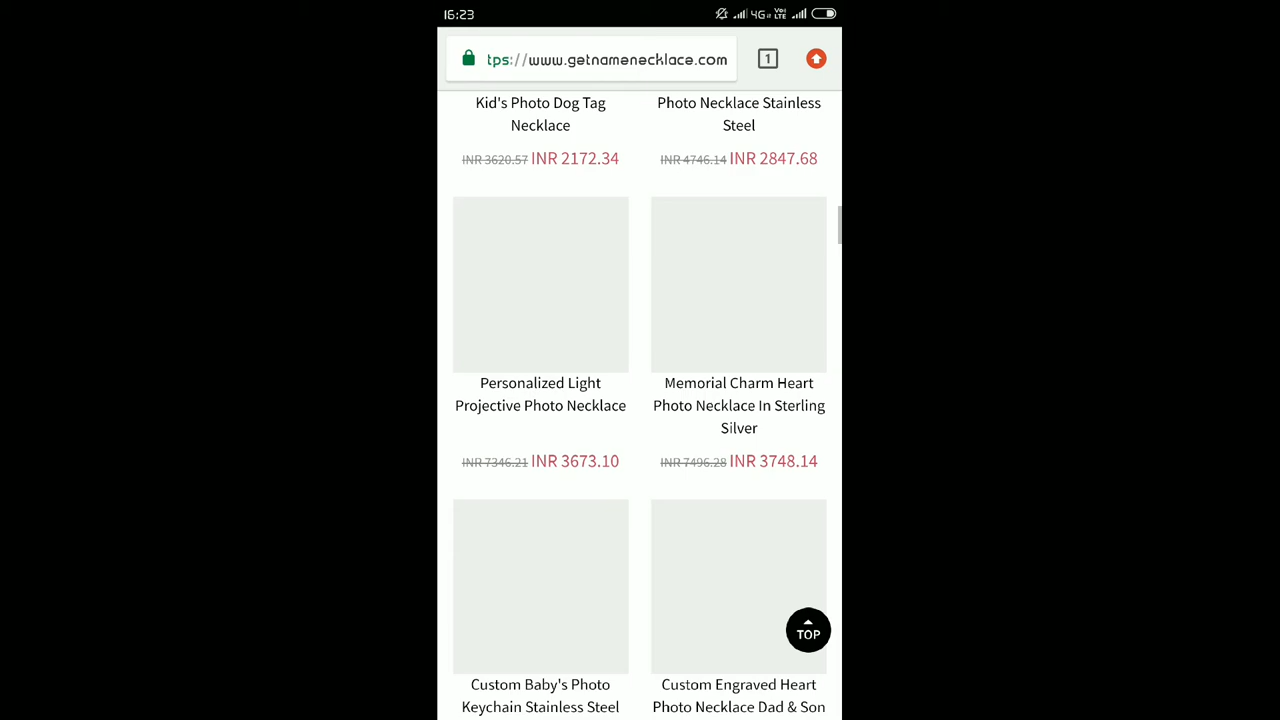 16:23
4G
Vo LTE
tps://www.getnamenecklace.com
1
Kid's Photo Dog Tag
Necklace
INR 3620.57 INR 2172.34
Photo Necklace Stainless
Steel
INR 4746.14 INR 2847.68
Personalized Light
Projective Photo Necklace
INR 7346.21 INR 3673.10
Memorial Charm Heart
Photo Necklace In Sterling
Silver
INR 7496.28 INR 3748.14
TOP
Custom Baby's Photo
Keychain Stainless Steel
Custom Engraved Heart
Photo Necklace Dad & Son